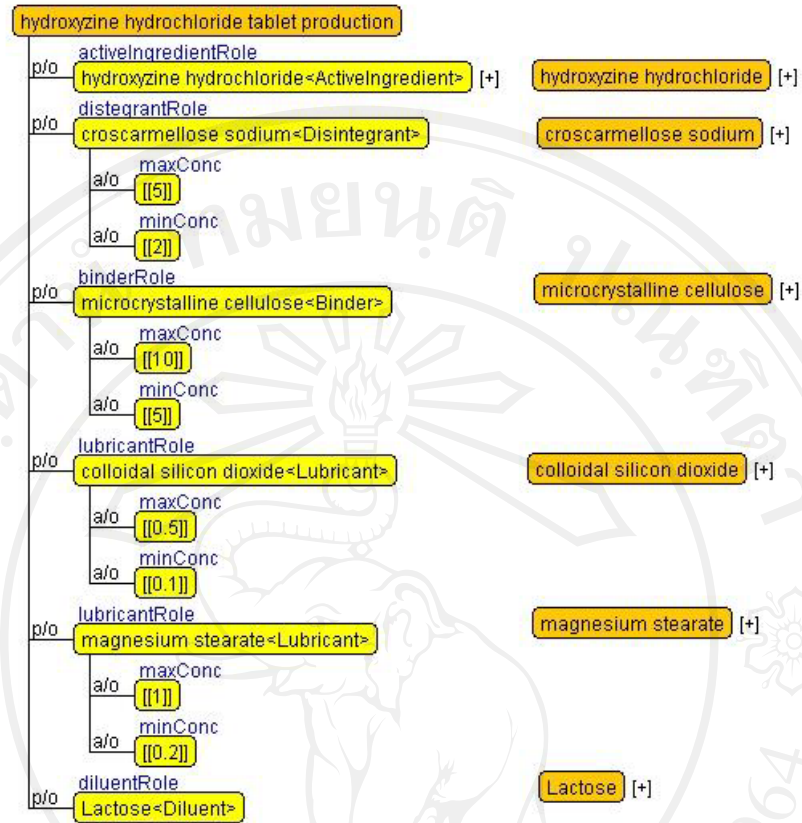 hydroxyzine hydrochloride tablet production
activeIngredientRole
p/o hydroxyzine hydrochloride<ActiveIngredient> [+] hydroxyzine hydrochloride [+]
distegrantRole
p/o croscarmellose sodium<Disintegrant> croscarmellose sodium [+]
maxConc
a/o [[5]]
minConc
a/o [[2]]
binderRole
p/o microcrystalline cellulose<Binder> microcrystalline cellulose [+]
maxConc
a/o [[10]]
minConc
a/o [[5]]
lubricantRole
p/o colloidal silicon dioxide<Lubricant> colloidal silicon dioxide [+]
maxConc
a/o [[0.5]]
minConc
a/o [[0.1]]
lubricantRole
p/o magnesium stearate<Lubricant> magnesium stearate [+]
maxConc
a/o [[1]]
minConc
a/o [[0.2]]
diluentRole
p/o Lactose<Diluent> Lactose [+]